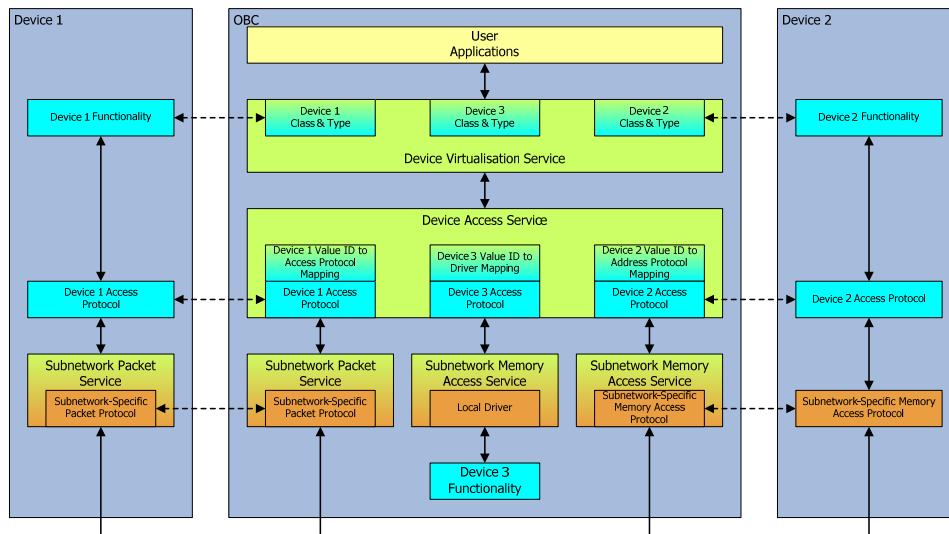 Device 1
OBC
Device 2
User
Applications
Device 1 Functionality
Device 1
Class & Type
Device 3
Class & Type
Device 2
Class & Type
Device 2 Functionality
Device Virtualisation Service
Device Access Service
Device 1 Value ID to
Access Protocol
Mapping
Device 3 Value ID to
Driver Mapping
Device 2 Value ID to
Address Protocol
Mapping
Device 1 Access
Protocol
Device 1 Access
Protocol
Device 3 Access
Protocol
Device 2 Access
Protocol
Device 2 Access Protocol
Subnetwork Packet
Service
Subnetwork-Specific
Packet Protocol
Subnetwork Packet
Service
Subnetwork-Specific
Packet Protocol
Subnetwork Memory
Access Service
Local Driver
Subnetwork Memory
Access Service
Subnetwork-Specific
Memory Access
Protocol
Subnetwork-Specific Memory
Access Protocol
Device 3
Functionality